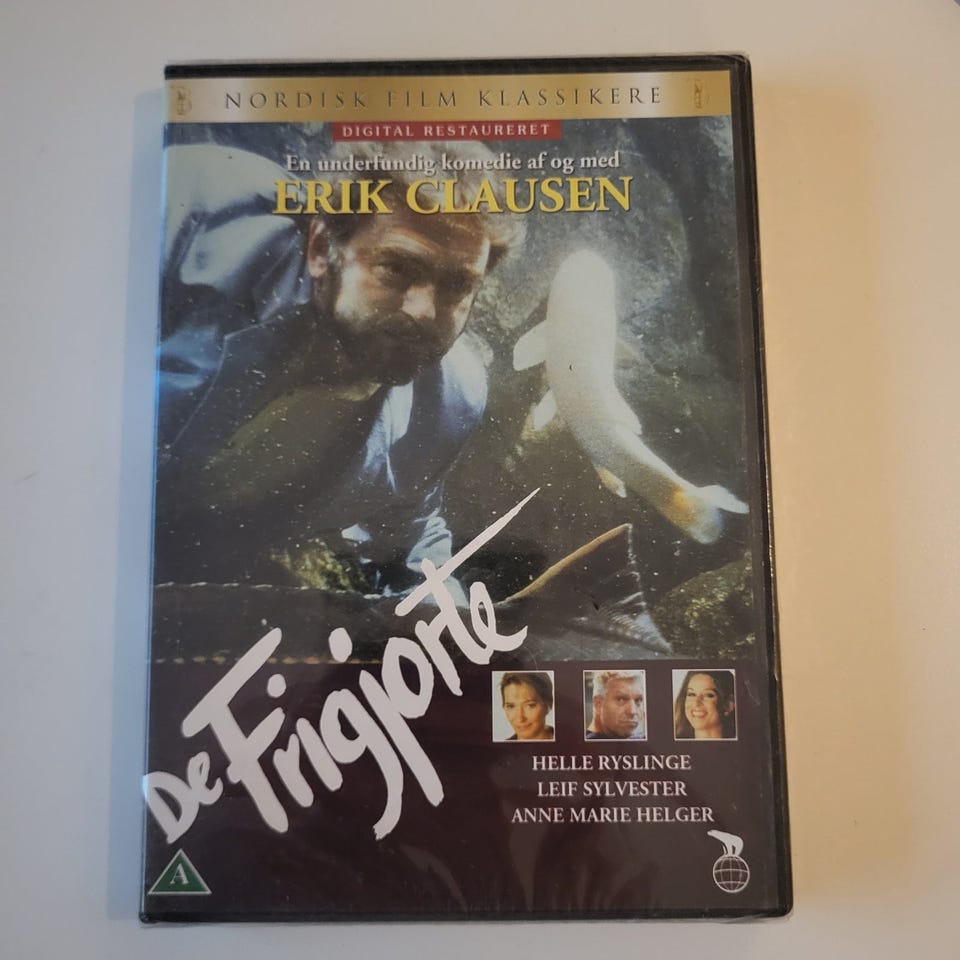 NORDISK FILM KLASSIKERE
DIGITAL RESTAURERET
En underfundig komedie af og med
ERIK CLAUSEN
De Frigjorte
HELLE RYSLINGE
LEIF SYLVESTER
ANNE MARIE HELGER
A